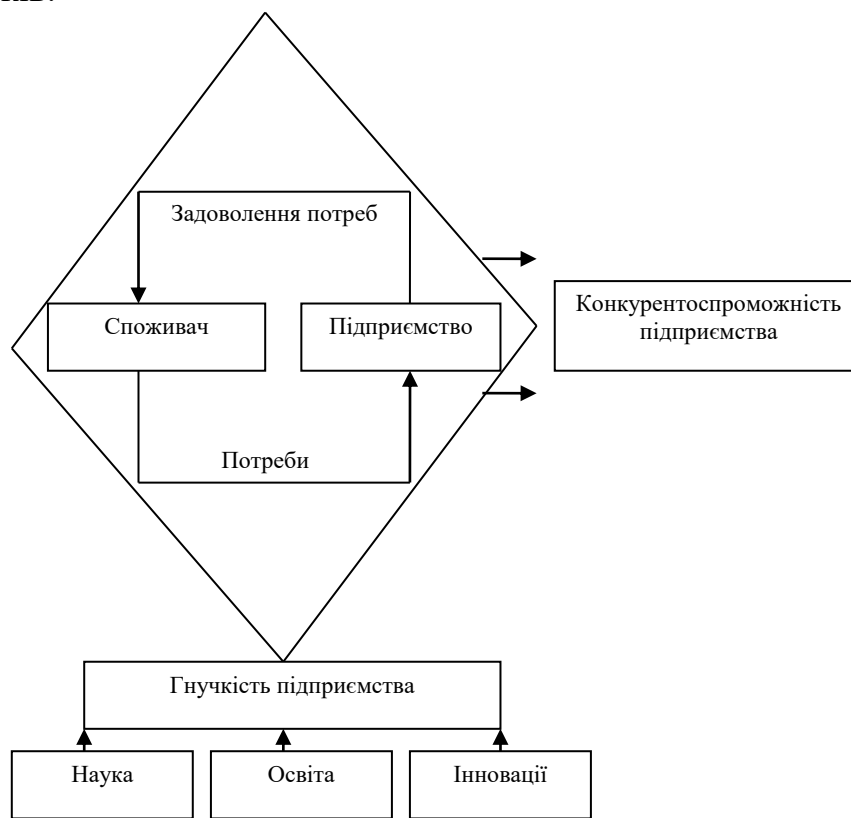 Задоволення потреб
Споживач
Підприємство
Конкурентоспроможність
підприємства
Потреби
Гнучкість підприємства
Наука
Освіта
Інновації